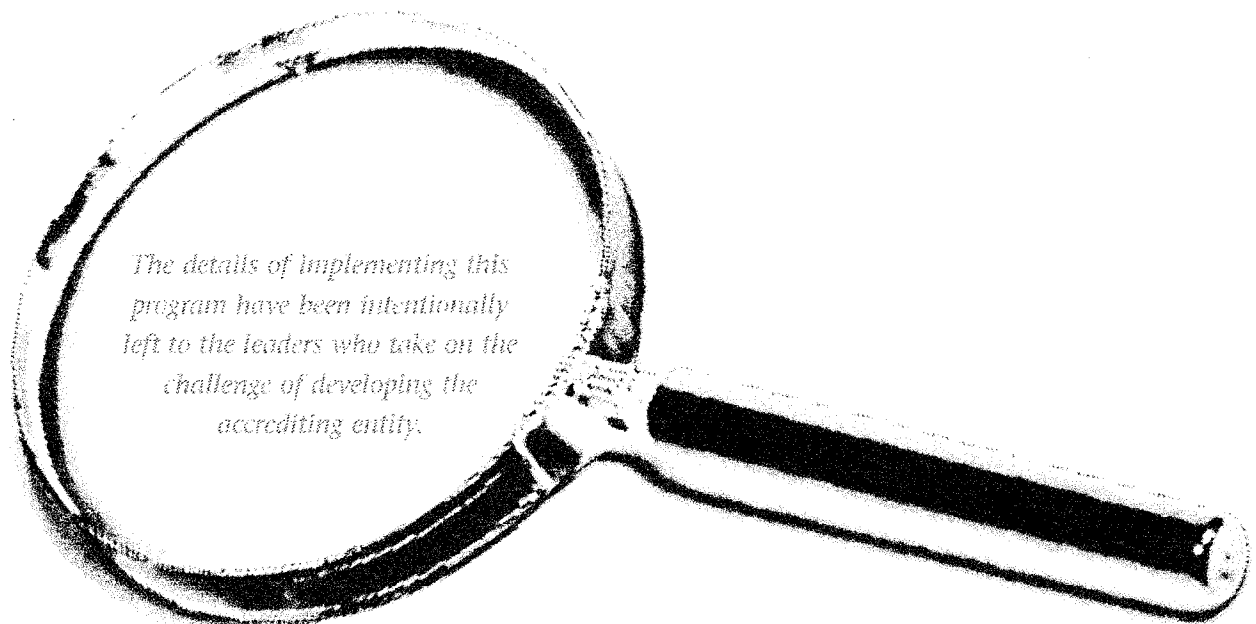 The details of implementing this
program have been intentionally
left to the leaders who take on the
challenge of developing the
accrediting entity.